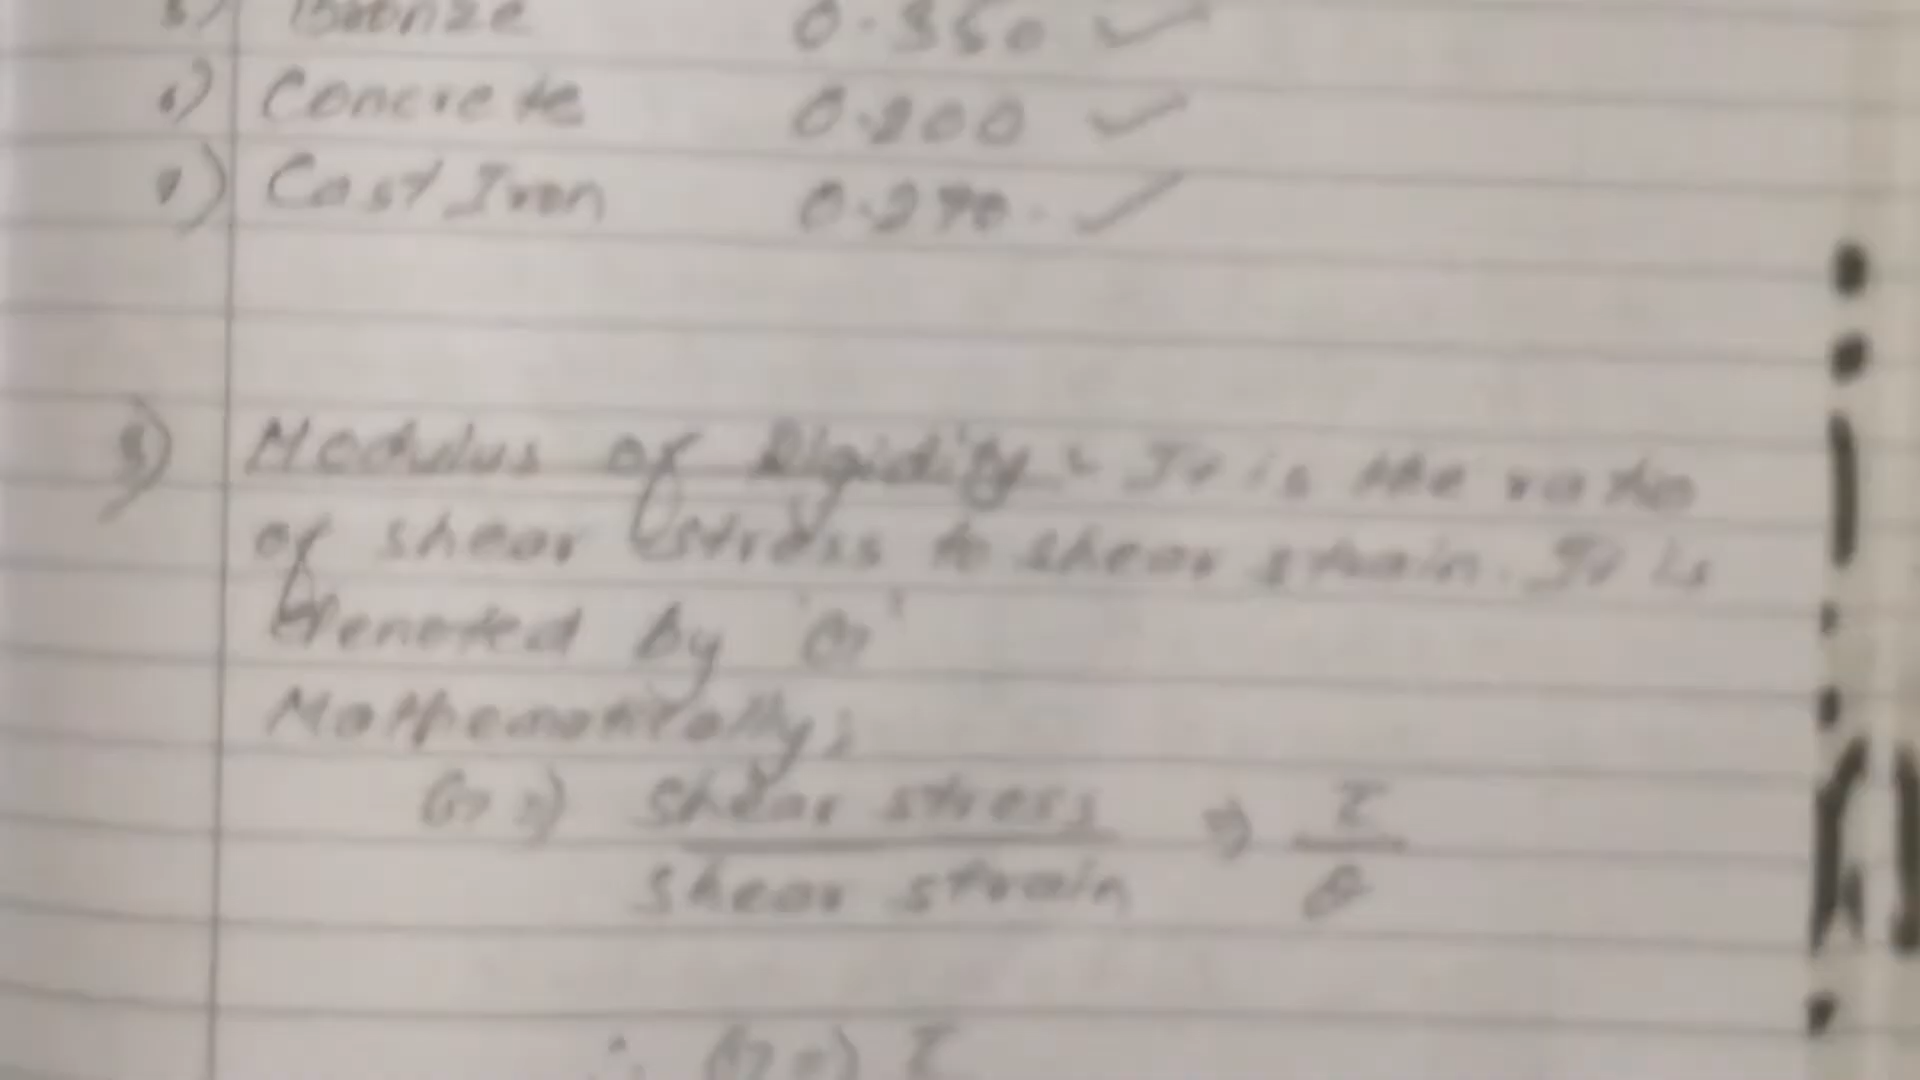 Bronze 0.350 ✓
Concrete 0.200 ✓
Cast Iron 0.270 ✓
3) Modulus of Rigidity : It is the ratio
of shear stress to shear strain. It is
denoted by 'G'
Mathematically;
G ⇒ shear stress / shear strain ⇒ τ / θ
∴ G ⇒ τ